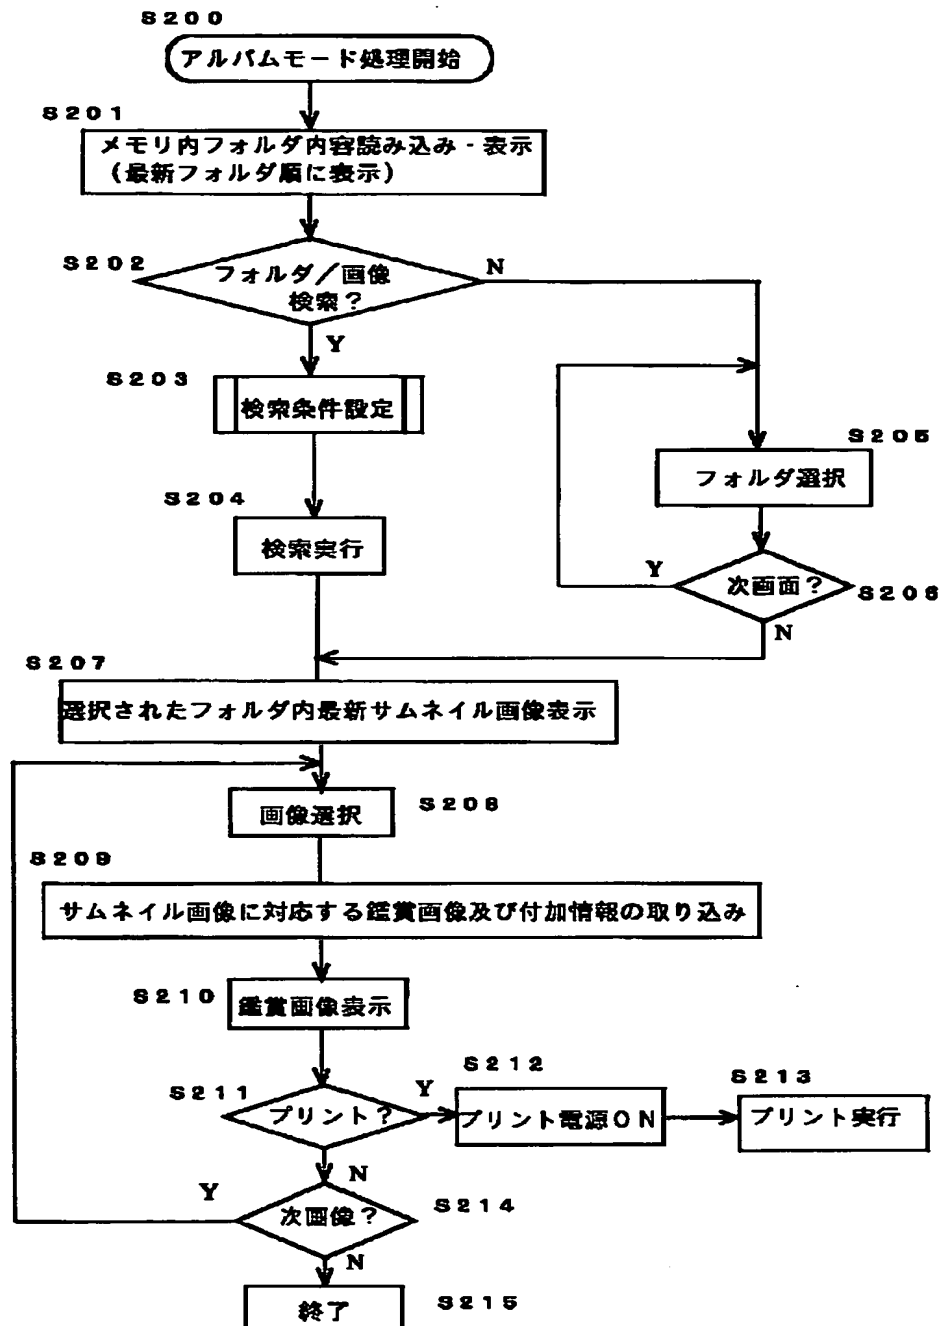 S200
アルバムモード処理開始
S201
メモリ内フォルダ内容読み込み・表示
(最新フォルダ順に表示)
S202
フォルダ/画像
検索?
N
Y
S203
検索条件設定
S205
フォルダ選択
S204
検索実行
Y
次画面?
S206
N
S207
選択されたフォルダ内最新サムネイル画像表示
画像選択
S208
S209
サムネイル画像に対応する鑑賞画像及び付加情報の取り込み
S210
鑑賞画像表示
S211
プリント?
Y
S212
プリント電源ON
S213
プリント実行
N
Y
次画像?
S214
N
終了
S215